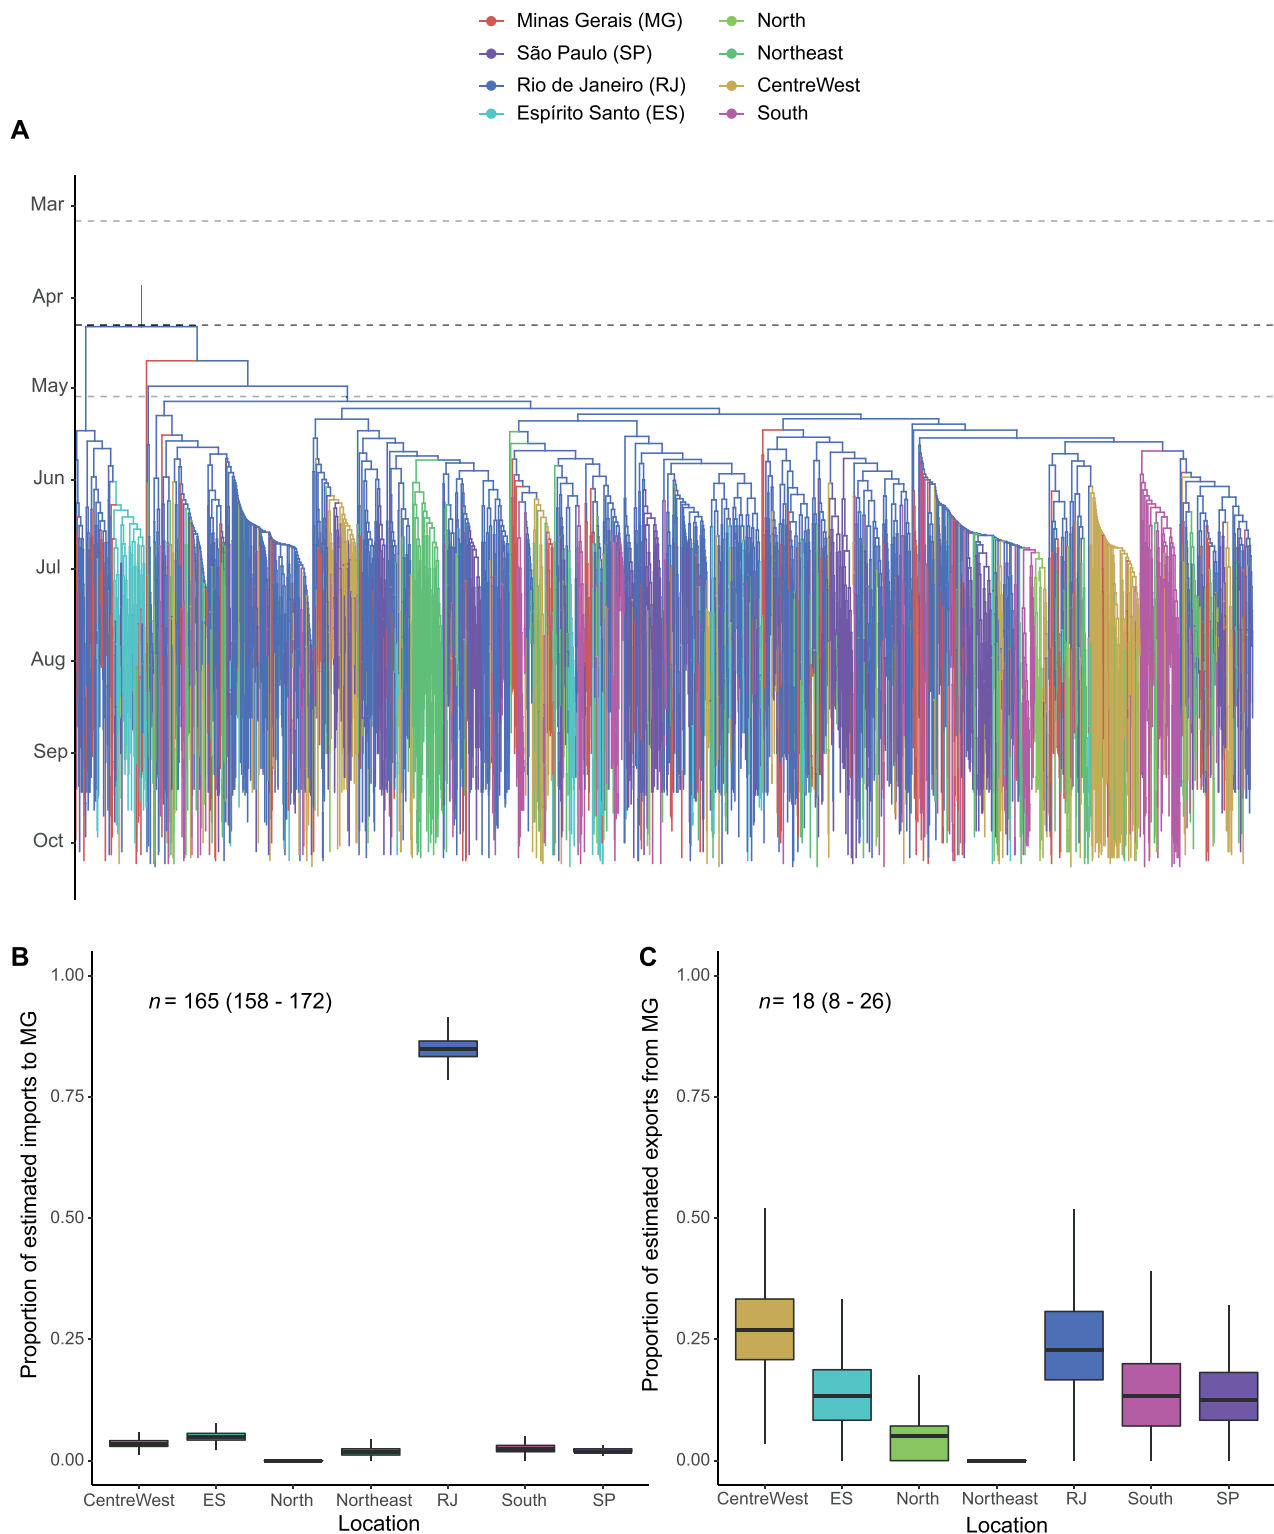 Minas Gerais (MG)
North
São Paulo (SP)
Northeast
Rio de Janeiro (RJ)
CentreWest
Espírito Santo (ES)
South
A
Mar
Apr
May
Jun
Jul
Aug
Sep
Oct
B
Proportion of estimated imports to MG
1.00
0.75
0.50
0.25
0.00
n = 165 (158 - 172)
CentreWest
ES
North
Northeast
RJ
South
SP
Location
C
Proportion of estimated exports from MG
1.00
0.75
0.50
0.25
0.00
n = 18 (8 - 26)
CentreWest
ES
North
Northeast
RJ
South
SP
Location